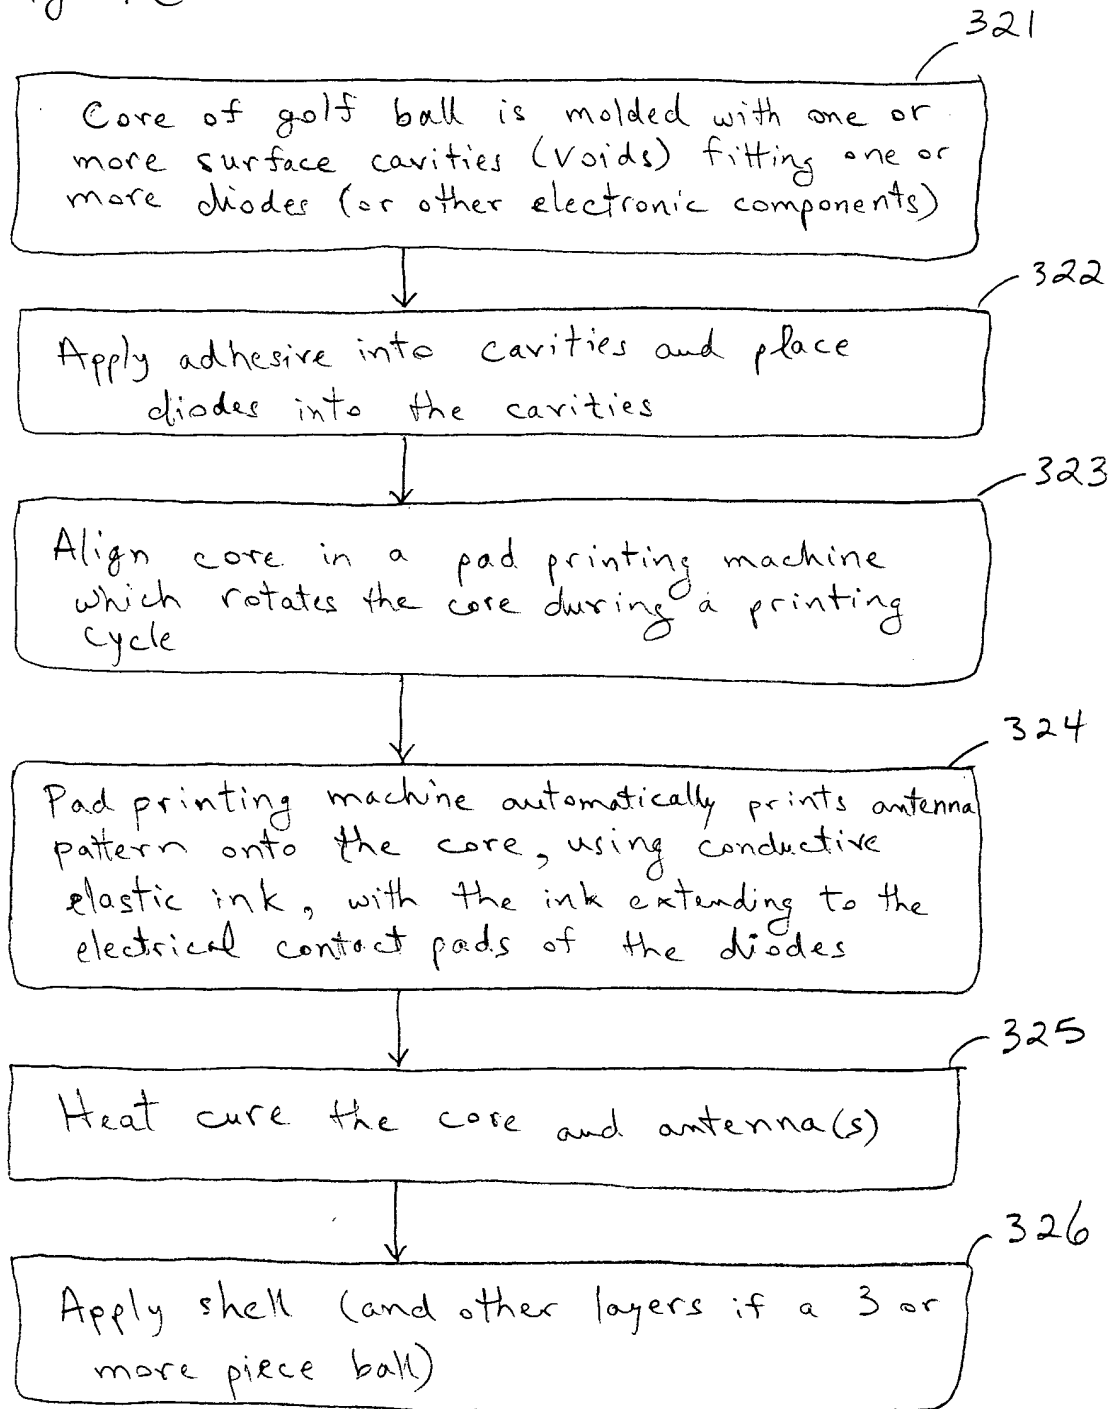 321
Core of golf ball is molded with one or
more surface cavities (voids) fitting one or
more diodes (or other electronic components)
322
Apply adhesive into cavities and place
diodes into the cavities
323
Align core in a pad printing machine
which rotates the core during a printing
cycle
324
Pad printing machine automatically prints antenna
pattern onto the core, using conductive
elastic ink, with the ink extending to the
electrical contact pads of the diodes
325
Heat cure the core and antenna(s)
326
Apply shell (and other layers if a 3 or
more piece ball)